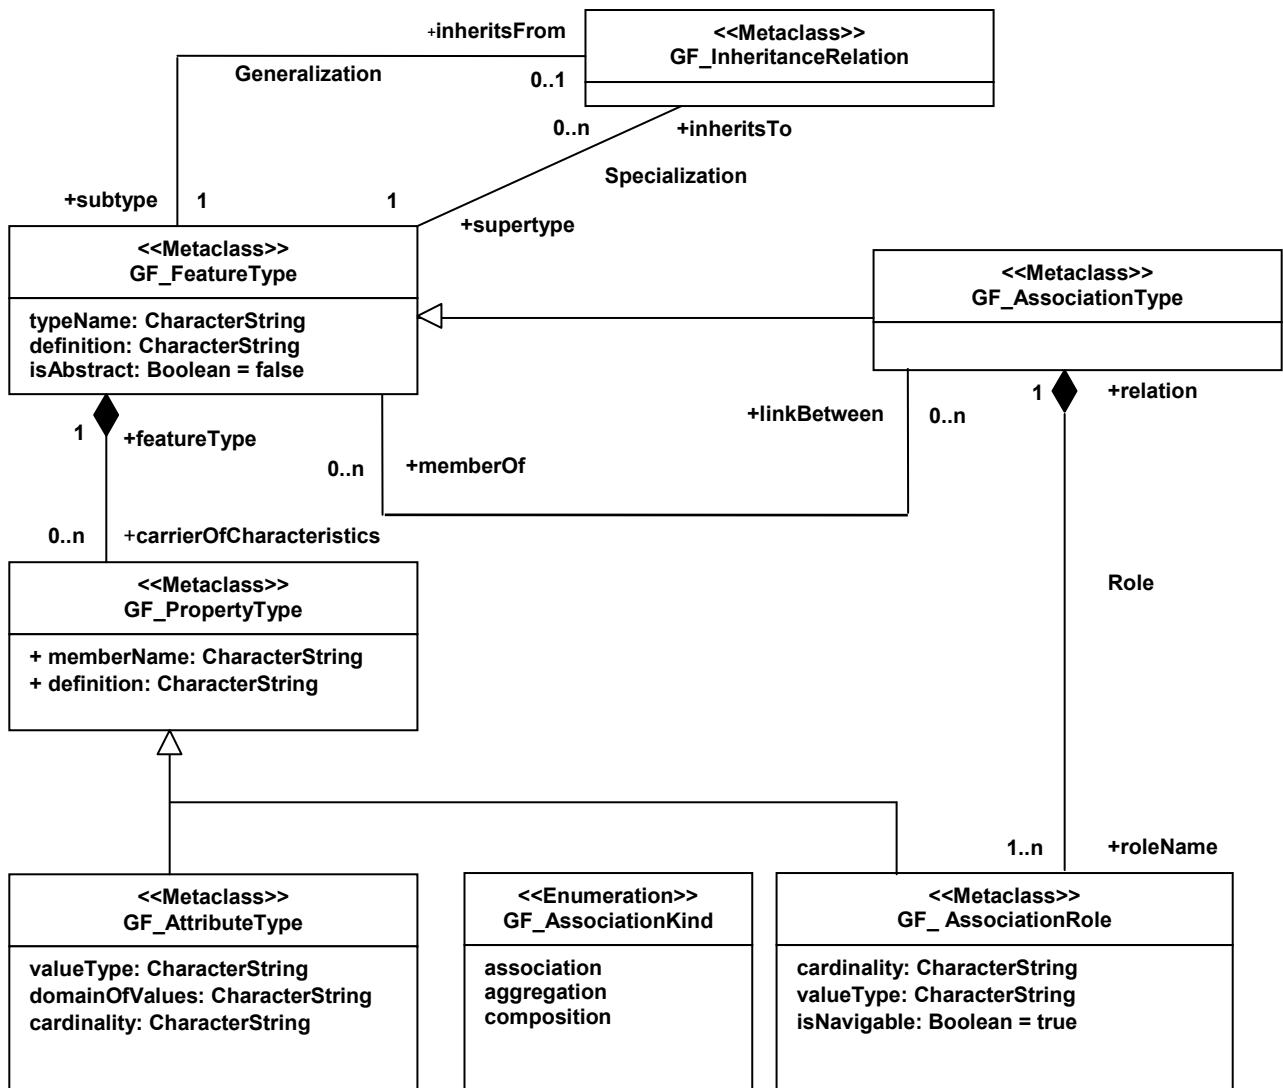 +inheritsFrom
<<Metaclass>>
GF_InheritanceRelation
Generalization
0..1
0..n
+inheritsTo
Specialization
+subtype
1
1
+supertype
<<Metaclass>>
GF_FeatureType
typeName: CharacterString
definition: CharacterString
isAbstract: Boolean = false
<<Metaclass>>
GF_AssociationType
1
+relation
+linkBetween
0..n
1
+featureType
0..n
+memberOf
0..n
+carrierOfCharacteristics
<<Metaclass>>
GF_PropertyType
+ memberName: CharacterString
+ definition: CharacterString
Role
1..n
+roleName
<<Metaclass>>
GF_AttributeType
valueType: CharacterString
domainOfValues: CharacterString
cardinality: CharacterString
<<Enumeration>>
GF_AssociationKind
association
aggregation
composition
<<Metaclass>>
GF_ AssociationRole
cardinality: CharacterString
valueType: CharacterString
isNavigable: Boolean = true